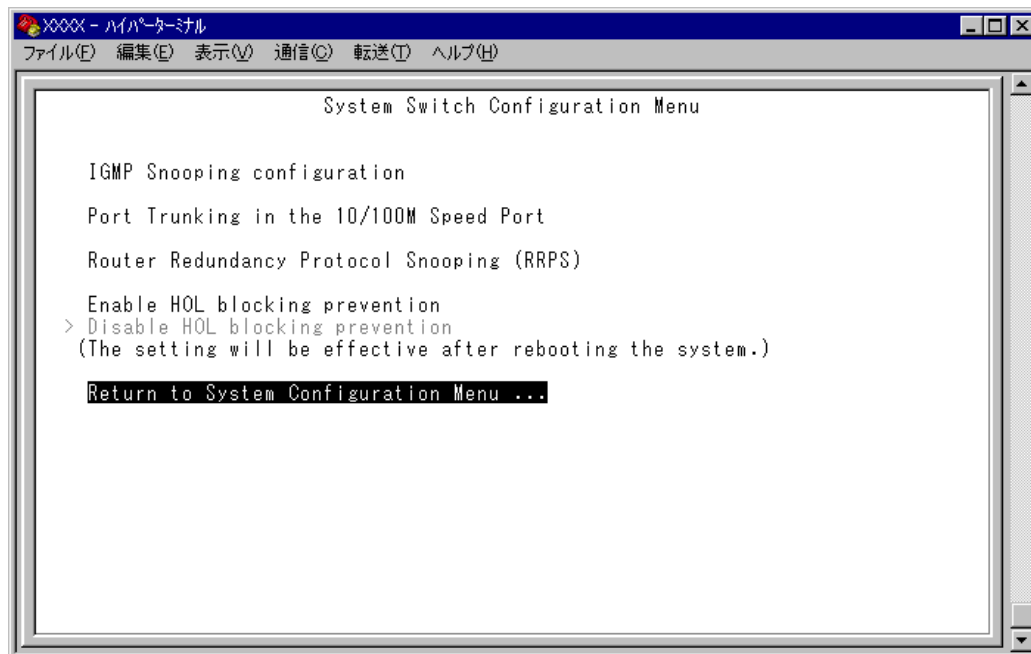 XXXX - ﾊｲﾊﾟｰﾀｰﾐﾅﾙ
ファイル(F) 編集(E) 表示(V) 通信(C) 転送(T) ヘルプ(H)
System Switch Configuration Menu
IGMP Snooping configuration
Port Trunking in the 10/100M Speed Port
Router Redundancy Protocol Snooping (RRPS)
Enable HOL blocking prevention
> Disable HOL blocking prevention
(The setting will be effective after rebooting the system.)
Return to System Configuration Menu ...